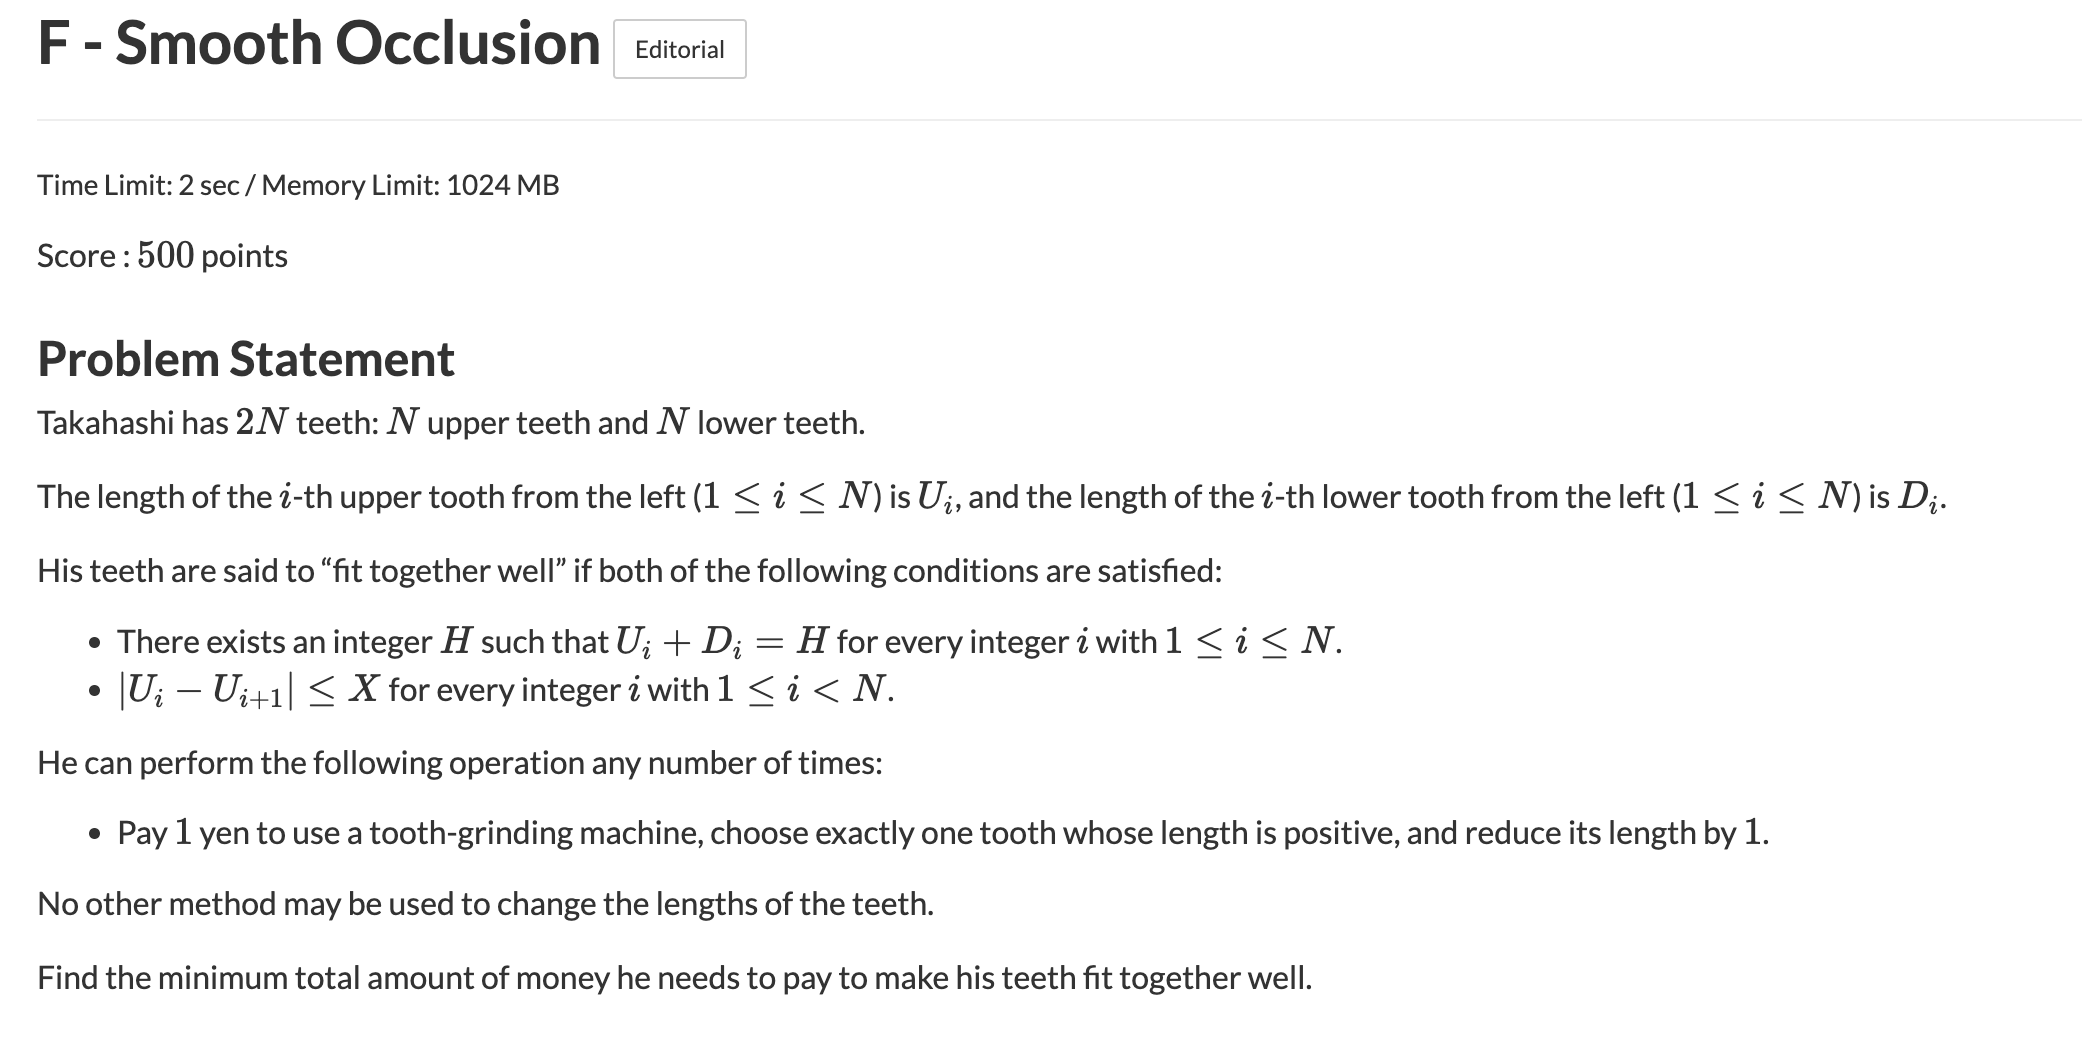 F - Smooth Occlusion Editorial
Time Limit: 2 sec / Memory Limit: 1024 MB
Score : 500 points
Problem Statement
Takahashi has 2N teeth: N upper teeth and N lower teeth.
The length of the i-th upper tooth from the left (1 ≤ i ≤ N) is U_i, and the length of the i-th lower tooth from the left (1 ≤ i ≤ N) is D_i.
His teeth are said to “fit together well” if both of the following conditions are satisfied:
• There exists an integer H such that U_i + D_i = H for every integer i with 1 ≤ i ≤ N.
• |U_i − U_{i+1}| ≤ X for every integer i with 1 ≤ i < N.
He can perform the following operation any number of times:
• Pay 1 yen to use a tooth-grinding machine, choose exactly one tooth whose length is positive, and reduce its length by 1.
No other method may be used to change the lengths of the teeth.
Find the minimum total amount of money he needs to pay to make his teeth fit together well.